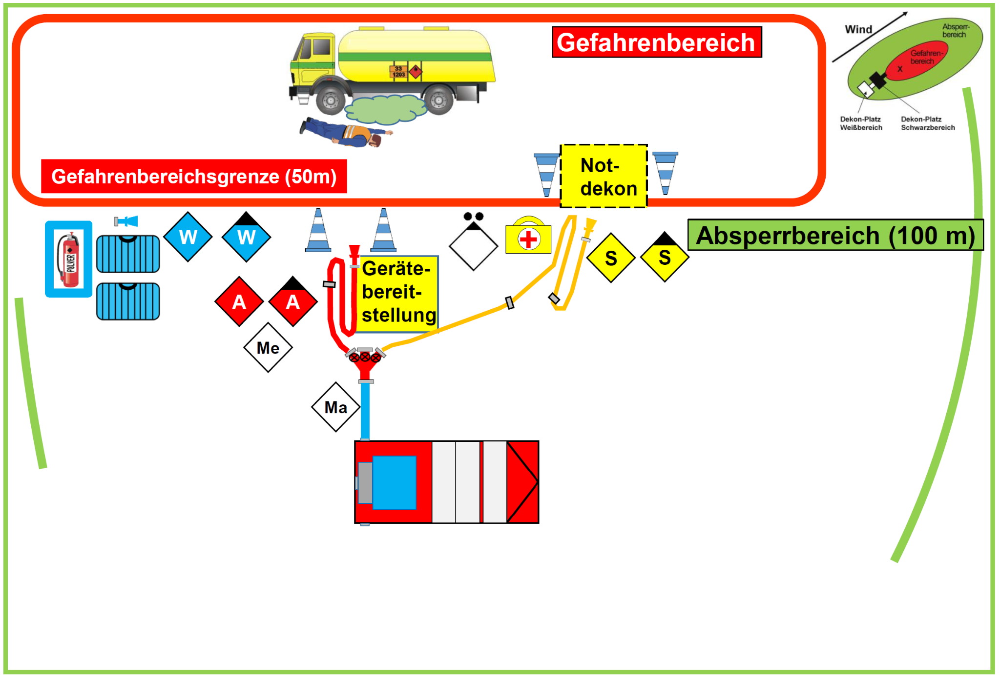 Gefahrenbereich
Wind
Absperr-
bereich
Gefahren-
bereich
X
Dekon-Platz
Weißbereich
Dekon-Platz
Schwarzbereich
33
1203
Gefahrenbereichsgrenze (50m)
Not-
dekon
PULVER
W
W
Absperrbereich (100 m)
S
S
Geräte-
bereit-
stellung
A
A
Me
Ma